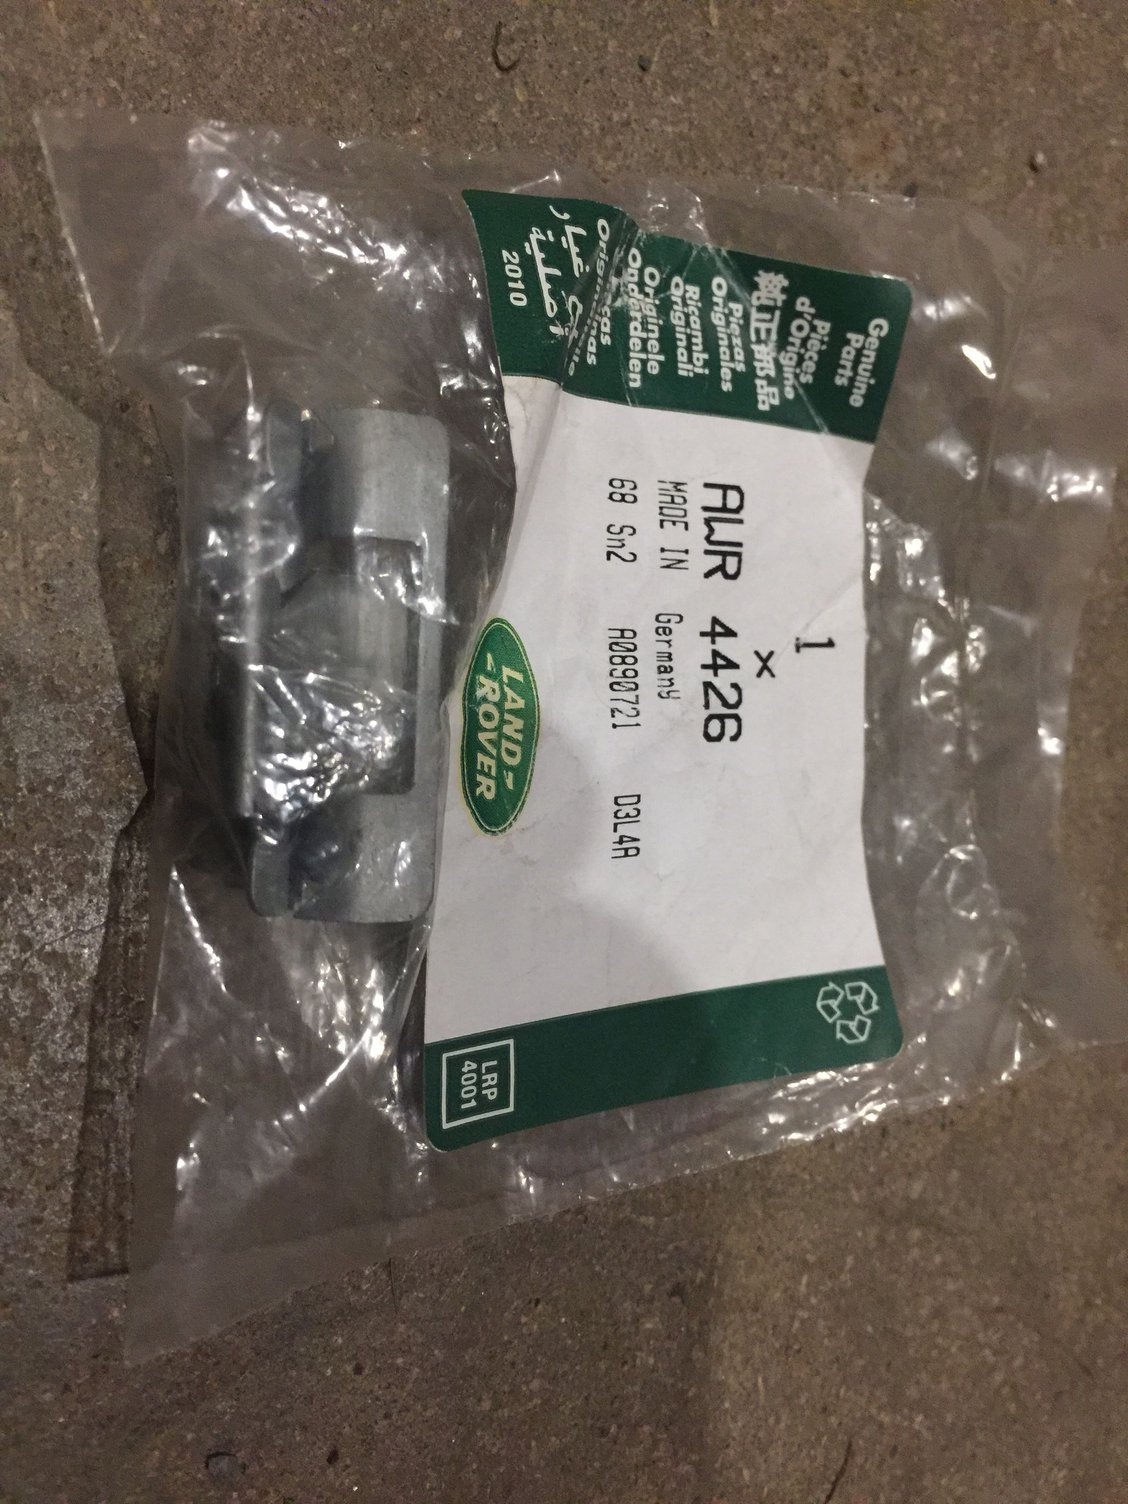 Genuine
Parts
Pièces
d'Origine
純正部品
Piezas
Originales
Ricambi
Originali
Originele
Onderdelen
Originas
قطع غيار
أصلية
2010
1
x
AWR 4426
MADE IN Germany
68 Sn2 A0890721 D3L4A
LAND
ROVER
LRP
4001